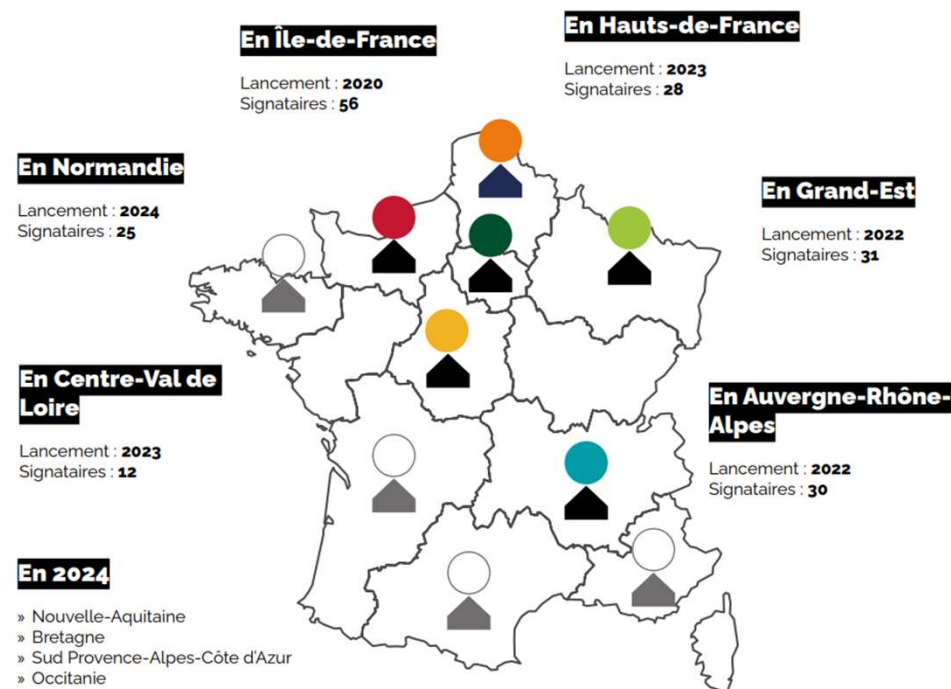 En Île-de-France
Lancement : 2020
Signataires : 56
En Hauts-de-France
Lancement : 2023
Signataires : 28
En Normandie
Lancement : 2024
Signataires : 25
En Grand-Est
Lancement : 2022
Signataires : 31
En Centre-Val de
Loire
Lancement : 2023
Signataires : 12
En Auvergne-Rhône-
Alpes
Lancement : 2022
Signataires : 30
En 2024
» Nouvelle-Aquitaine
» Bretagne
» Sud Provence-Alpes-Côte d'Azur
» Occitanie